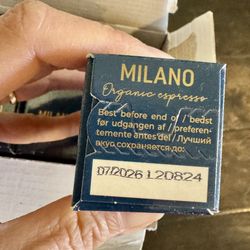 MILANO
Organic espresso
Best before end of / bedst
før udgangen af / preferen-
temente antes del / Лучший
вкус сохраняется до:
07/2026 L20824